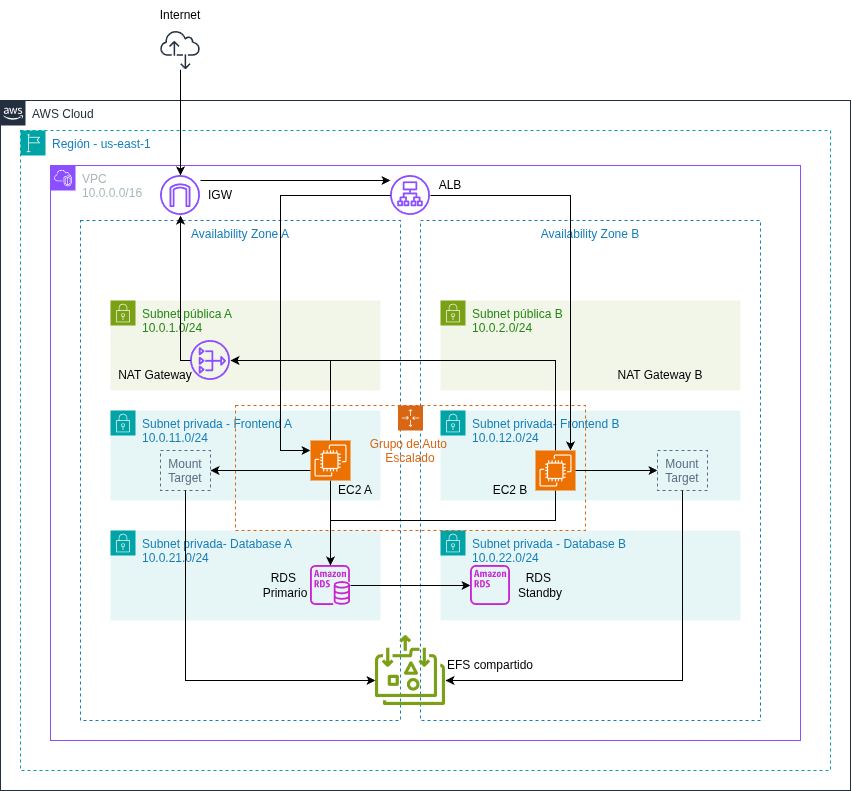 Internet
aws
AWS Cloud
Región - us-east-1
VPC
10.0.0.0/16
IGW
ALB
Availability Zone A
Availability Zone B
Subnet pública A
10.0.1.0/24
Subnet pública B
10.0.2.0/24
NAT Gateway
NAT Gateway B
Subnet privada - Frontend A
10.0.11.0/24
Subnet privada- Frontend B
10.0.12.0/24
Grupo de Auto
Escalado
Mount
Target
Mount
Target
EC2 A
EC2 B
Subnet privada- Database A
10.0.21.0/24
Subnet privada - Database B
10.0.22.0/24
RDS
Primario
Amazon
RDS
Amazon
RDS
RDS
Standby
EFS compartido